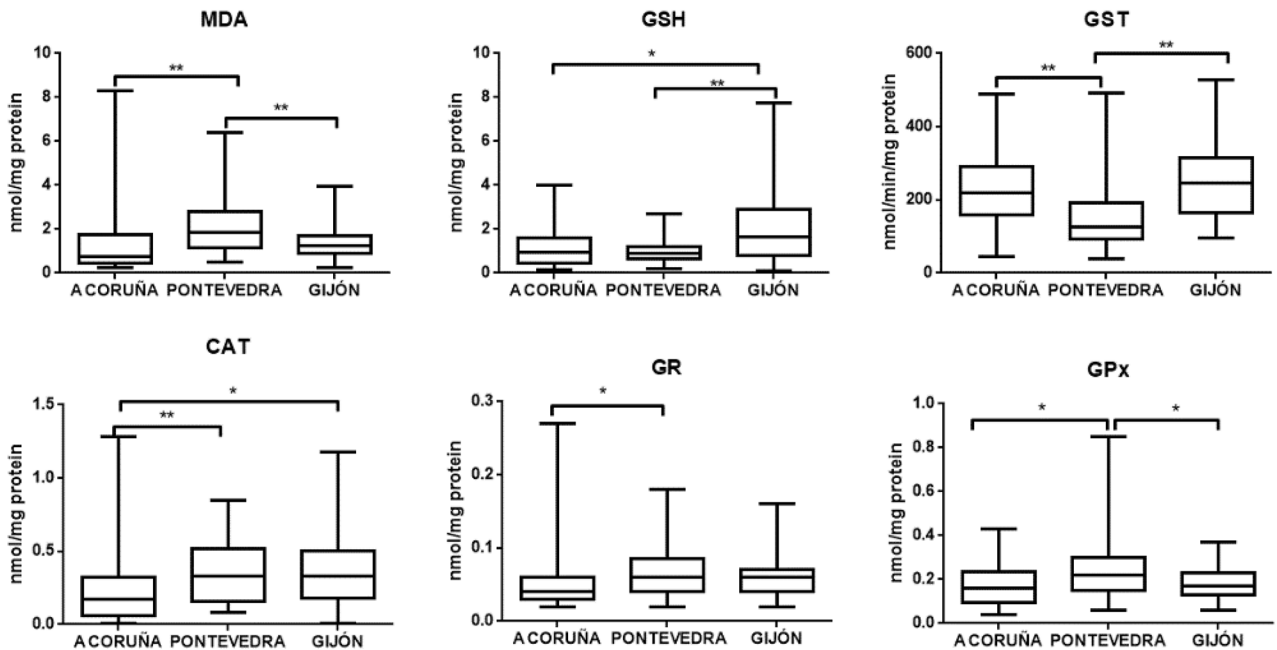 MDA
10
8
6
4
2
0
nmol/mg protein
**
**
A CORUÑA PONTEVEDRA GIJÓN
GSH
10
8
6
4
2
0
nmol/mg protein
*
**
A CORUÑA PONTEVEDRA GIJÓN
GST
600
400
200
0
nmol/min/mg protein
**
**
A CORUÑA PONTEVEDRA GIJÓN
CAT
1.5
1.0
0.5
0.0
nmol/mg protein
*
**
A CORUÑA PONTEVEDRA GIJÓN
GR
0.3
0.2
0.1
0.0
nmol/mg protein
*
A CORUÑA PONTEVEDRA GIJÓN
GPx
1.0
0.8
0.6
0.4
0.2
0.0
nmol/mg protein
*
*
A CORUÑA PONTEVEDRA GIJÓN